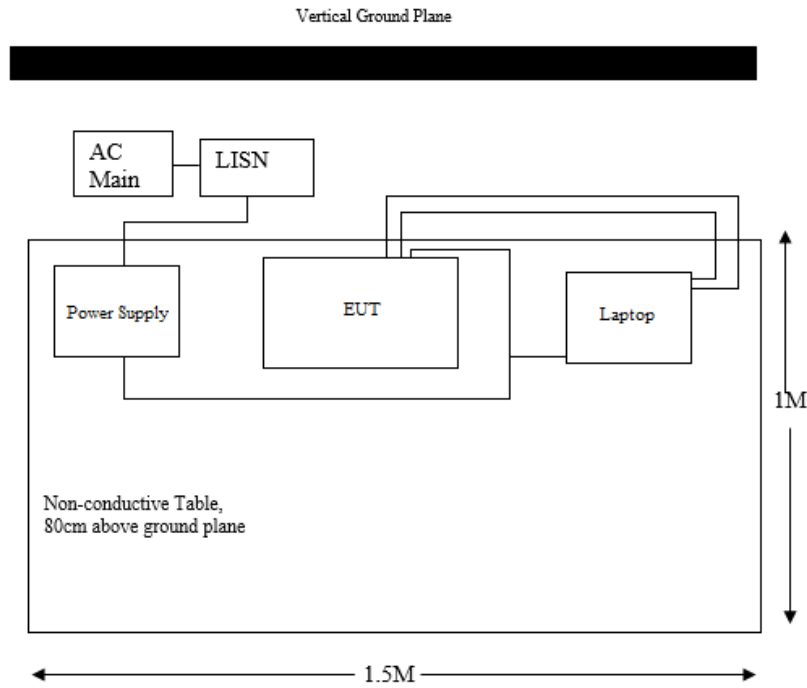 Vertical Ground Plane
AC
Main
LISN
Power Supply
EUT
Laptop
1M
Non-conductive Table,
80cm above ground plane
1.5M